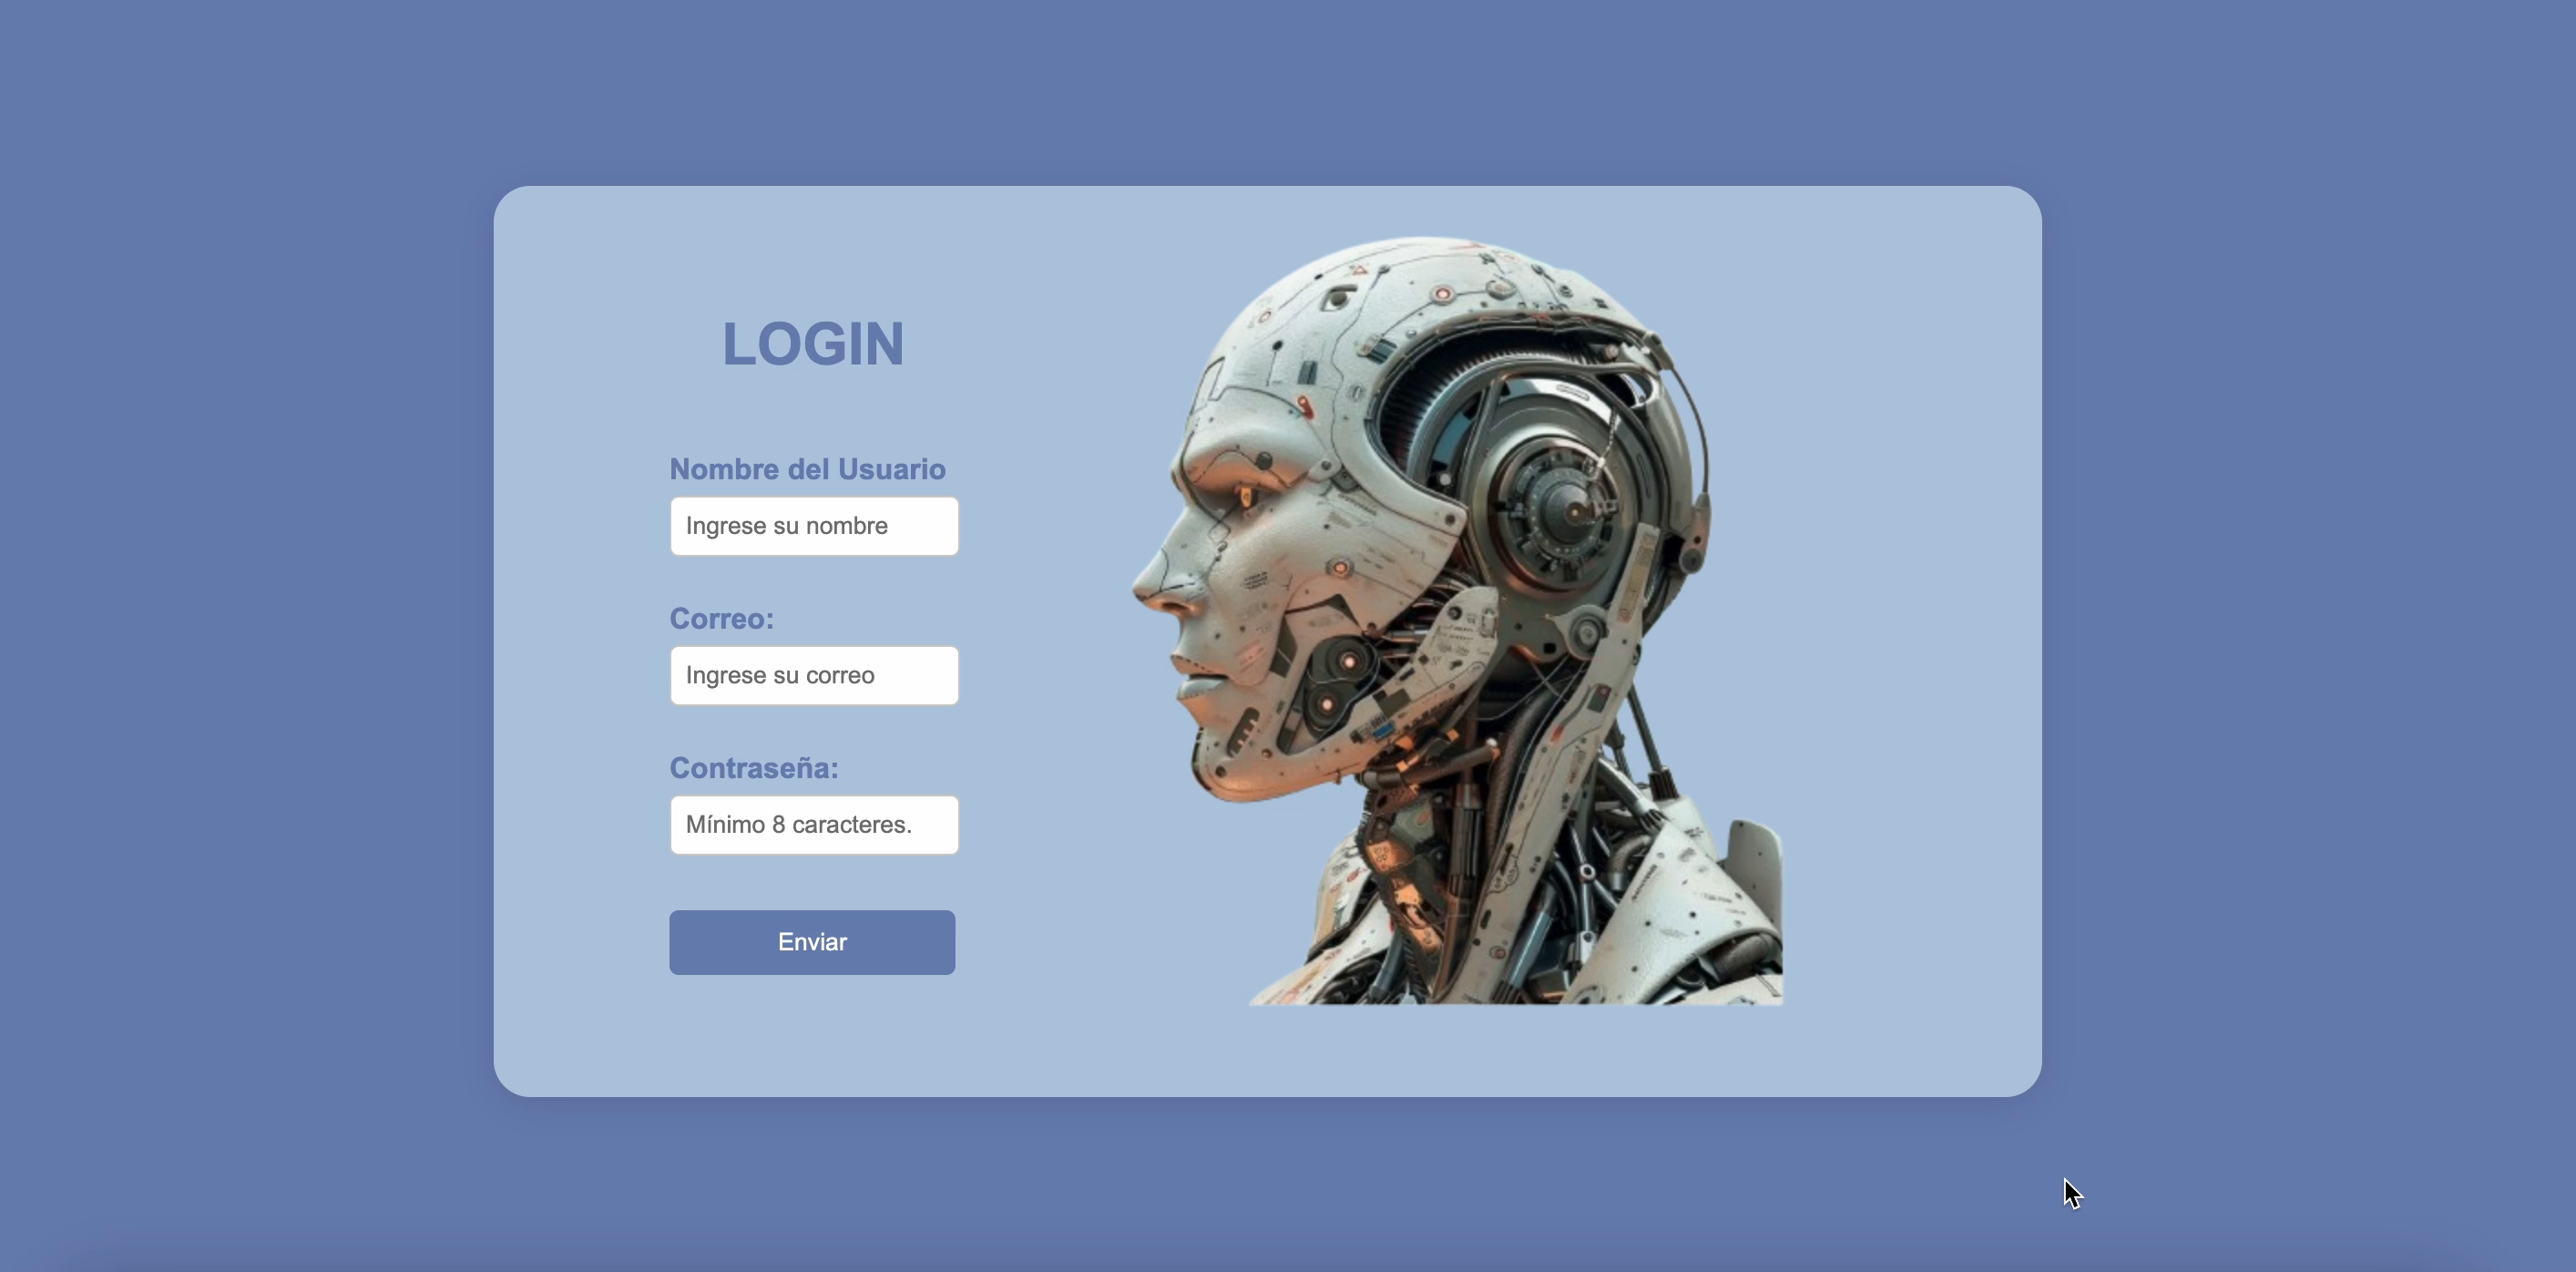 LOGIN
Nombre del Usuario
Ingrese su nombre
Correo:
Ingrese su correo
Contraseña:
Mínimo 8 caracteres.
Enviar